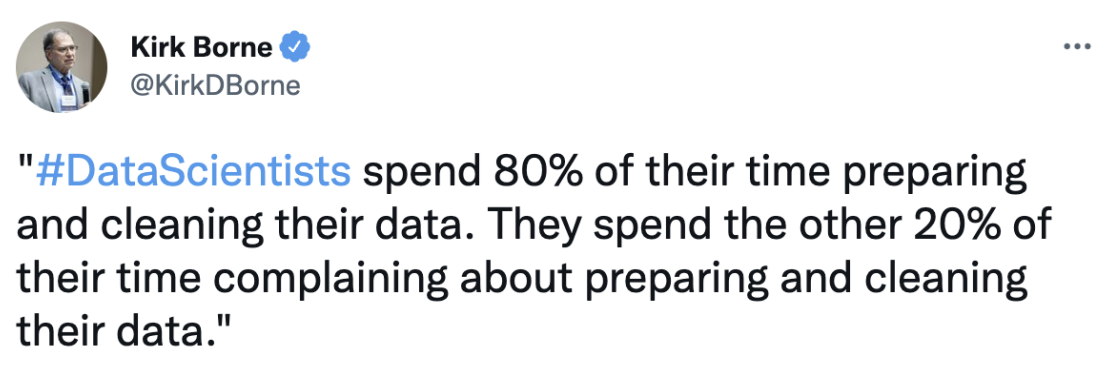 Kirk Borne
@KirkDBorne
"#DataScientists spend 80% of their time preparing
and cleaning their data. They spend the other 20% of
their time complaining about preparing and cleaning
their data."